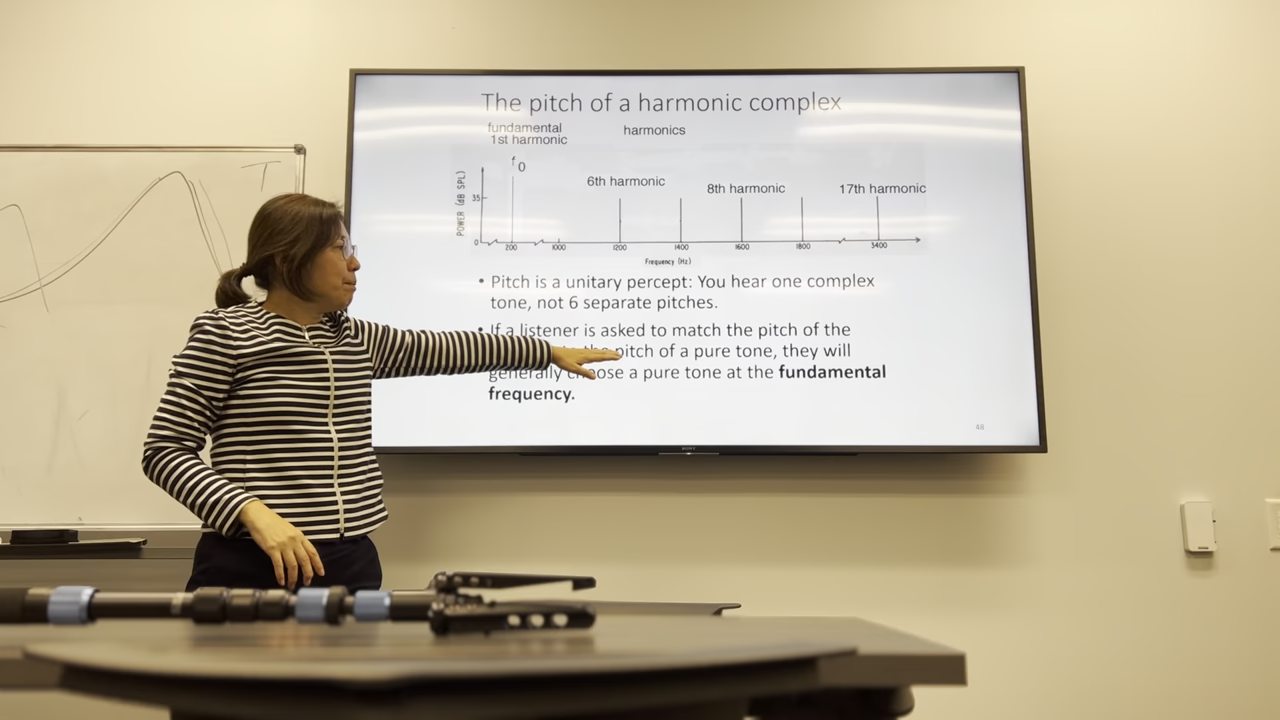 The pitch of a harmonic complex
fundamental
1st harmonic
harmonics
f0
6th harmonic
8th harmonic
17th harmonic
POWER (dB SPL)
35
0
200 1000 1200 1400 1600 1800 3400
Frequency (Hz)
• Pitch is a unitary percept: You hear one complex
tone, not 6 separate pitches.
• If a listener is asked to match the pitch of the
the pitch of a pure tone, they will
generally choose a pure tone at the fundamental
frequency.
48
SONY
T